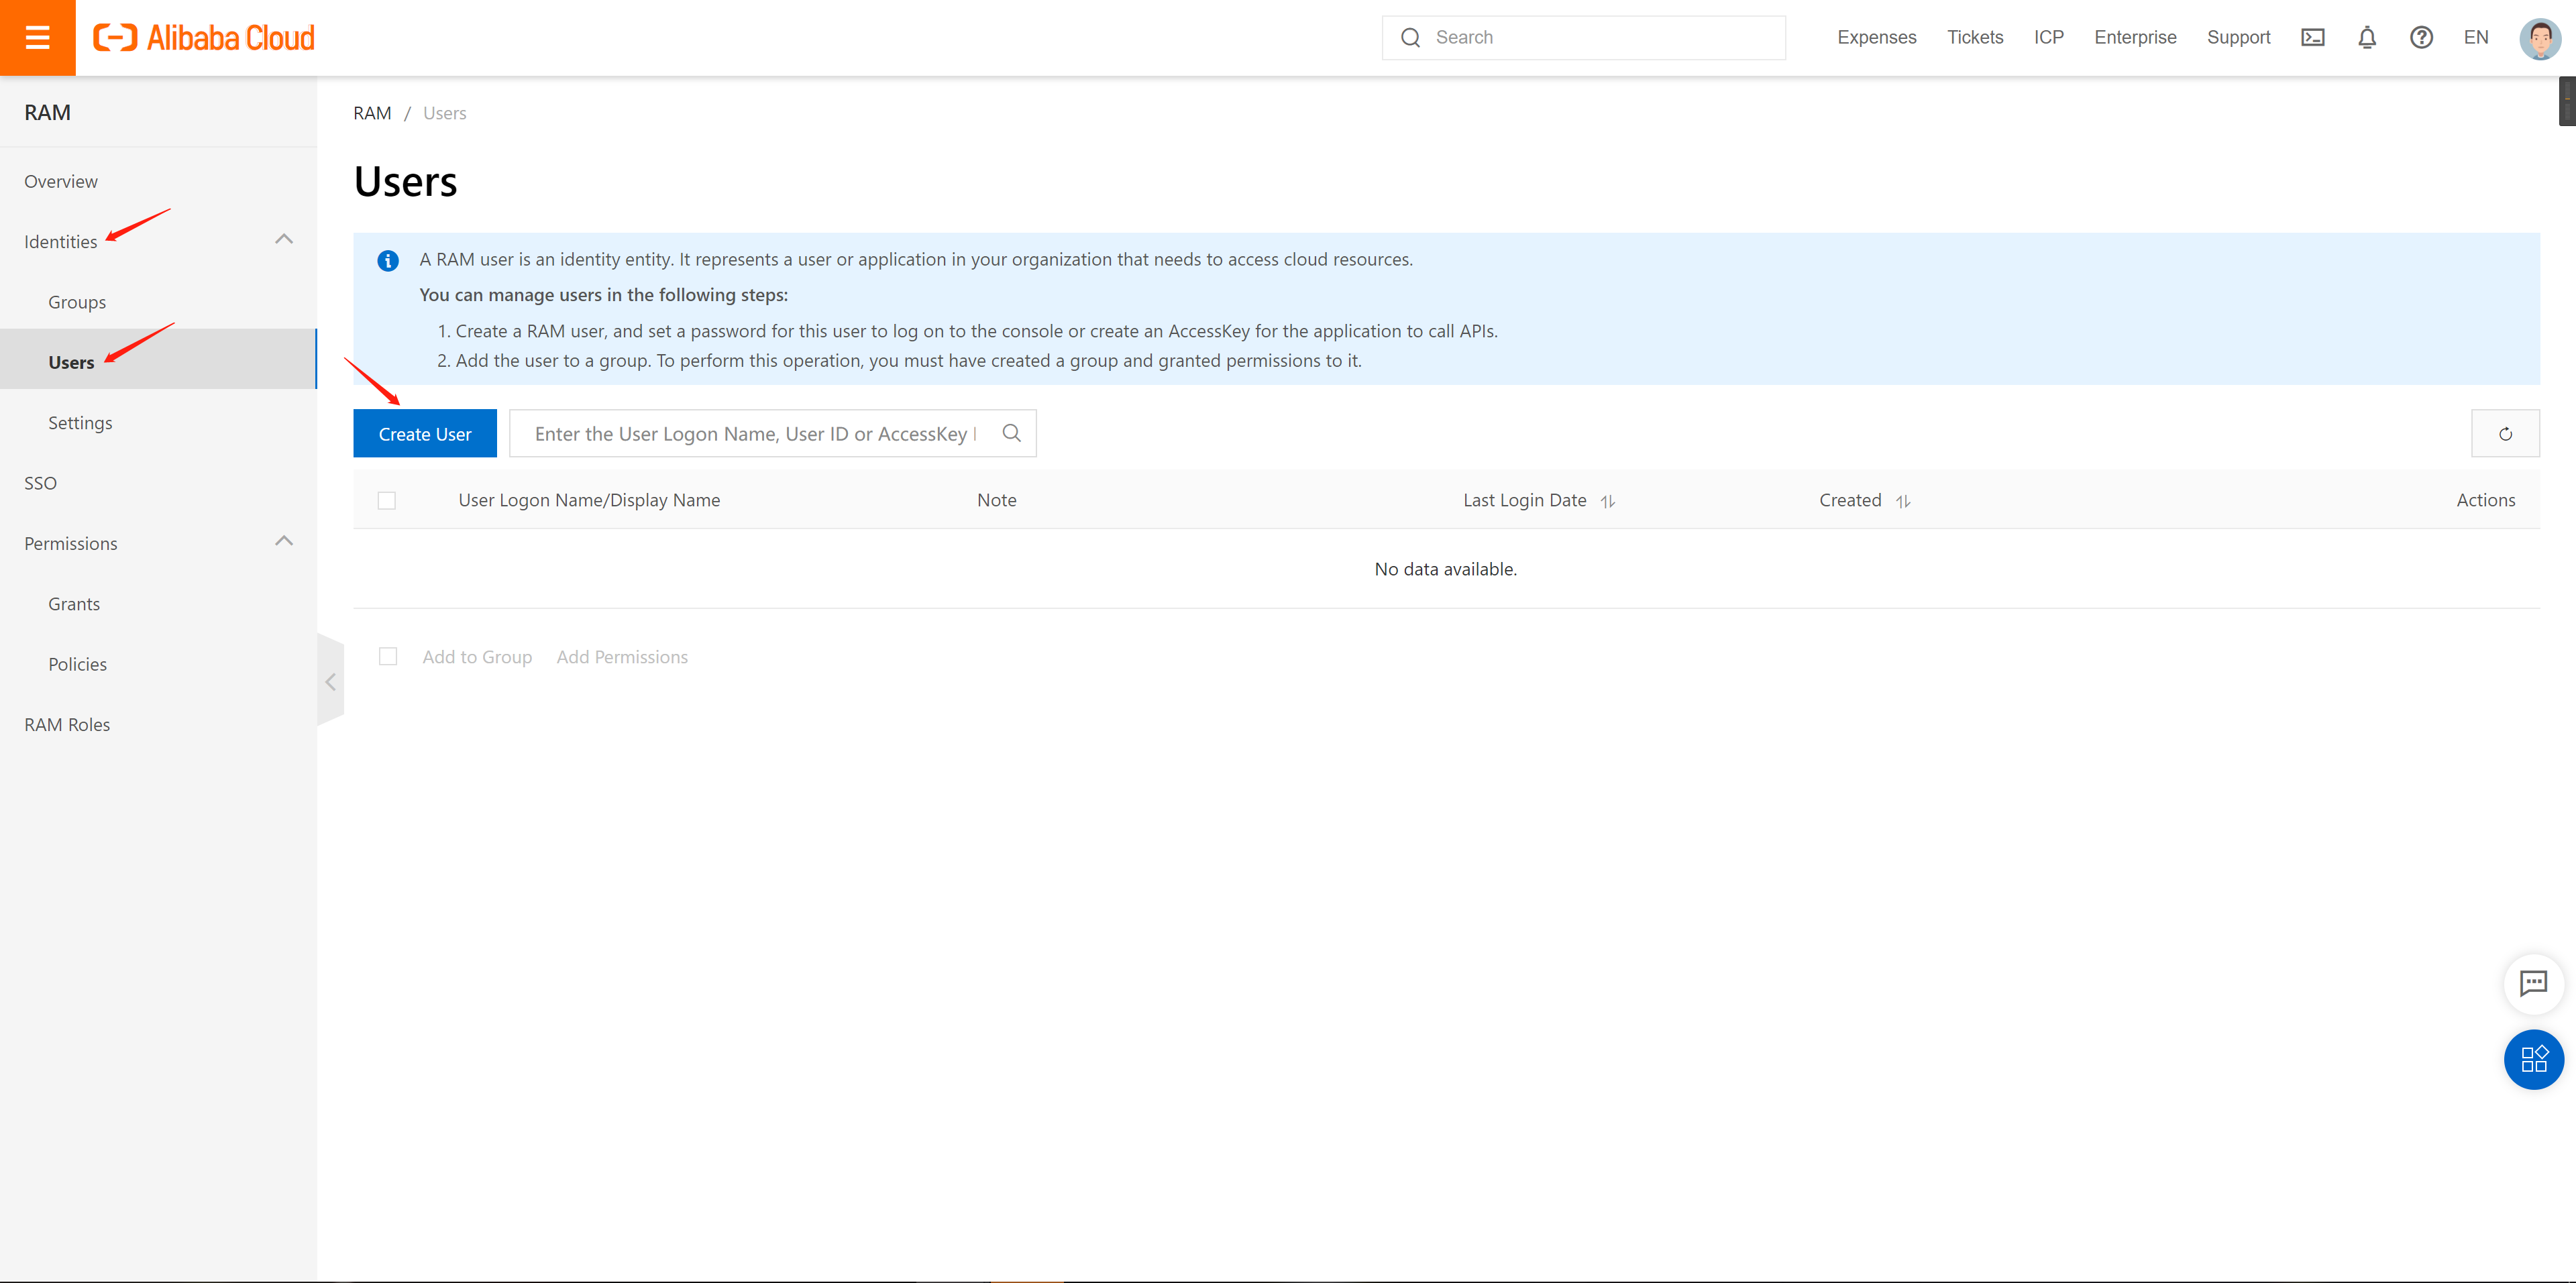 Alibaba Cloud
Search
Expenses
Tickets
ICP
Enterprise
Support
EN
RAM
Overview
Identities
Groups
Users
Settings
SSO
Permissions
Grants
Policies
RAM Roles
RAM / Users
Users
A RAM user is an identity entity. It represents a user or application in your organization that needs to access cloud resources.
You can manage users in the following steps:
1. Create a RAM user, and set a password for this user to log on to the console or create an AccessKey for the application to call APIs.
2. Add the user to a group. To perform this operation, you must have created a group and granted permissions to it.
Create User
Enter the User Logon Name, User ID or AccessKey
User Logon Name/Display Name
Note
Last Login Date
Created
Actions
No data available.
Add to Group
Add Permissions